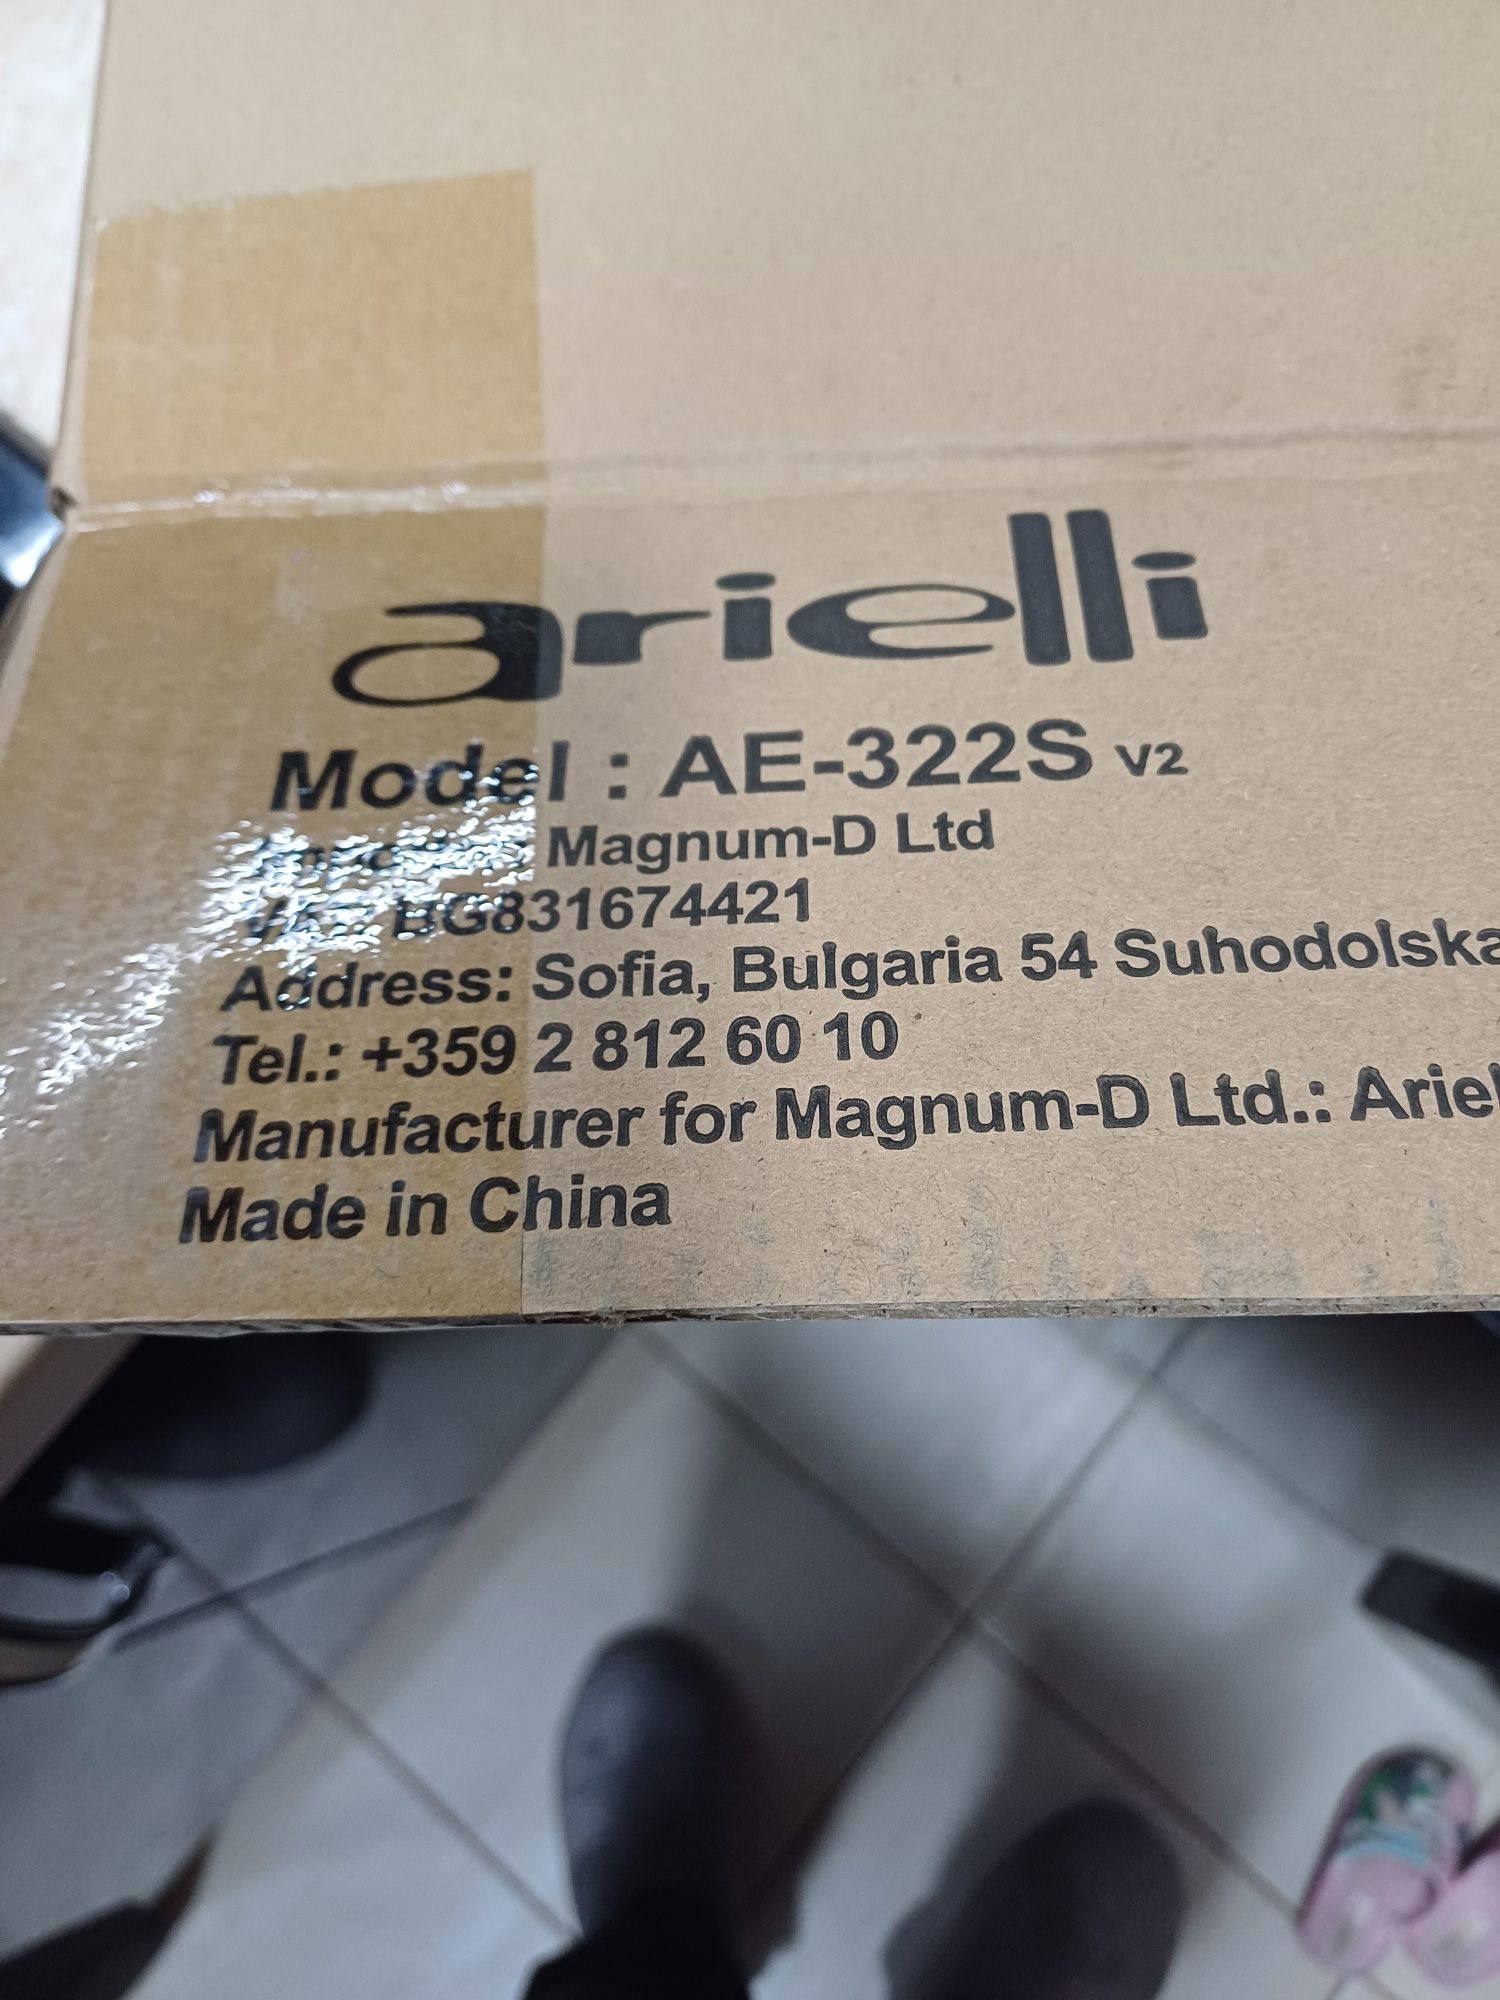 arielli
Model : AE-322S V2
Magnum-D Ltd
BG831674421
Address: Sofia, Bulgaria 54 Suhodolska
Tel.: +359 2 812 60 10
Manufacturer for Magnum-D Ltd.: Ariel
Made in China